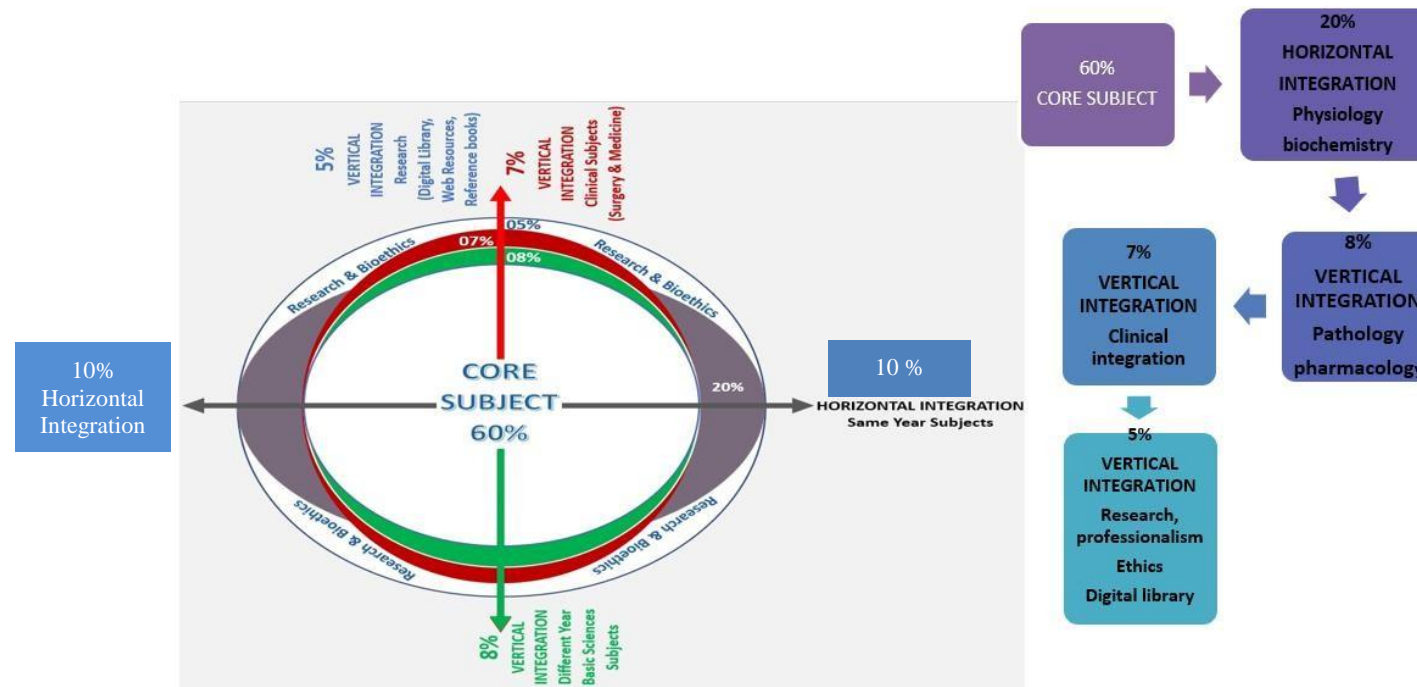 5%
VERTICAL
INTEGRATION
Research
(Digital Library,
Web Resources,
Reference books)
7%
VERTICAL
INTEGRATION
Clinical Subjects
(Surgery & Medicine)
05%
07%
08%
Research & Bioethics
Research & Bioethics
10%
Horizontal
Integration
CORE
SUBJECT
60%
20%
10 %
HORIZONTAL INTEGRATION
Same Year Subjects
Research & Bioethics
Research & Bioethics
8%
VERTICAL
INTEGRATION
Different Year
Basic Sciences
Subjects
60%
CORE SUBJECT
20%
HORIZONTAL
INTEGRATION
Physiology
biochemistry
8%
VERTICAL
INTEGRATION
Pathology
pharmacology
7%
VERTICAL
INTEGRATION
Clinical
integration
5%
VERTICAL
INTEGRATION
Research,
professionalism
Ethics
Digital library